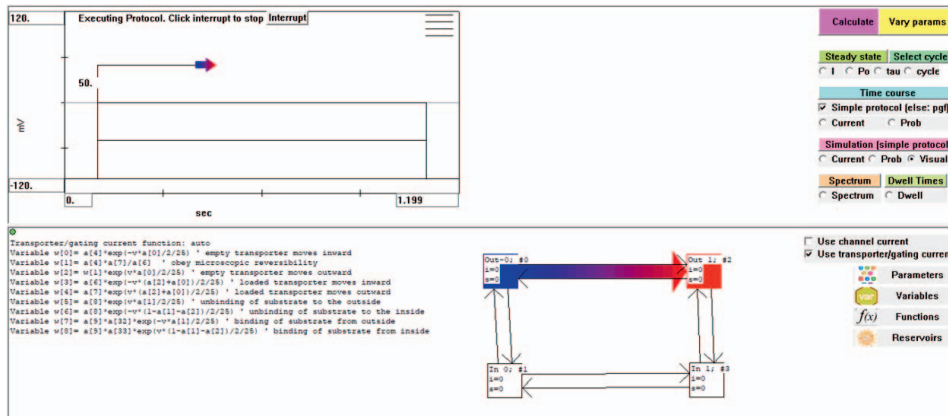 120.
Executing Protocol. Click interrupt to stop Interrupt
50.
mV
-120.
0.
1.199
sec
Calculate Vary params
Steady state Select cycle
I Po tau cycle
Time course
Simple protocol (else: pgf)
Current Prob
Simulation (simple protocol
Current Prob Visual
Spectrum Dwell Times
Spectrum Dwell
Transporter/gating current function: auto
Variable w[0]= a[4]*exp(-v*a[0]/2/25) ' empty transporter moves inward
Variable w[1]= a[4]*a[7]/a[6] ' obey microscopic reversibility
Variable w[2]= w[1]*exp(v*a[0]/2/25) ' empty transporter moves outward
Variable w[3]= a[6]*exp(-v*(a[2]+a[0])/2/25) ' loaded transporter moves inward
Variable w[4]= a[7]*exp(v*(a[2]+a[0])/2/25) ' loaded transporter moves outward
Variable w[5]= a[8]*exp(v*a[1]/2/25) ' unbinding of substrate to the outside
Variable w[6]= a[8]*exp(-v*(1-a[1]-a[2])/2/25) ' unbinding of substrate to the inside
Variable w[7]= a[9]*a[32]*exp(-v*a[1]/2/25) ' binding of substrate from outside
Variable w[8]= a[9]*a[33]*exp(v*(1-a[1]-a[2])/2/25) ' binding of substrate from inside
Out-0; $0
i=0
s=0
Out 1; $2
i=0
s=0
In 0; $1
i=0
s=0
In 1; $3
i=0
s=0
Use channel current
Use transporter/gating curren
Parameters
var Variables
f(x) Functions
Reservoirs